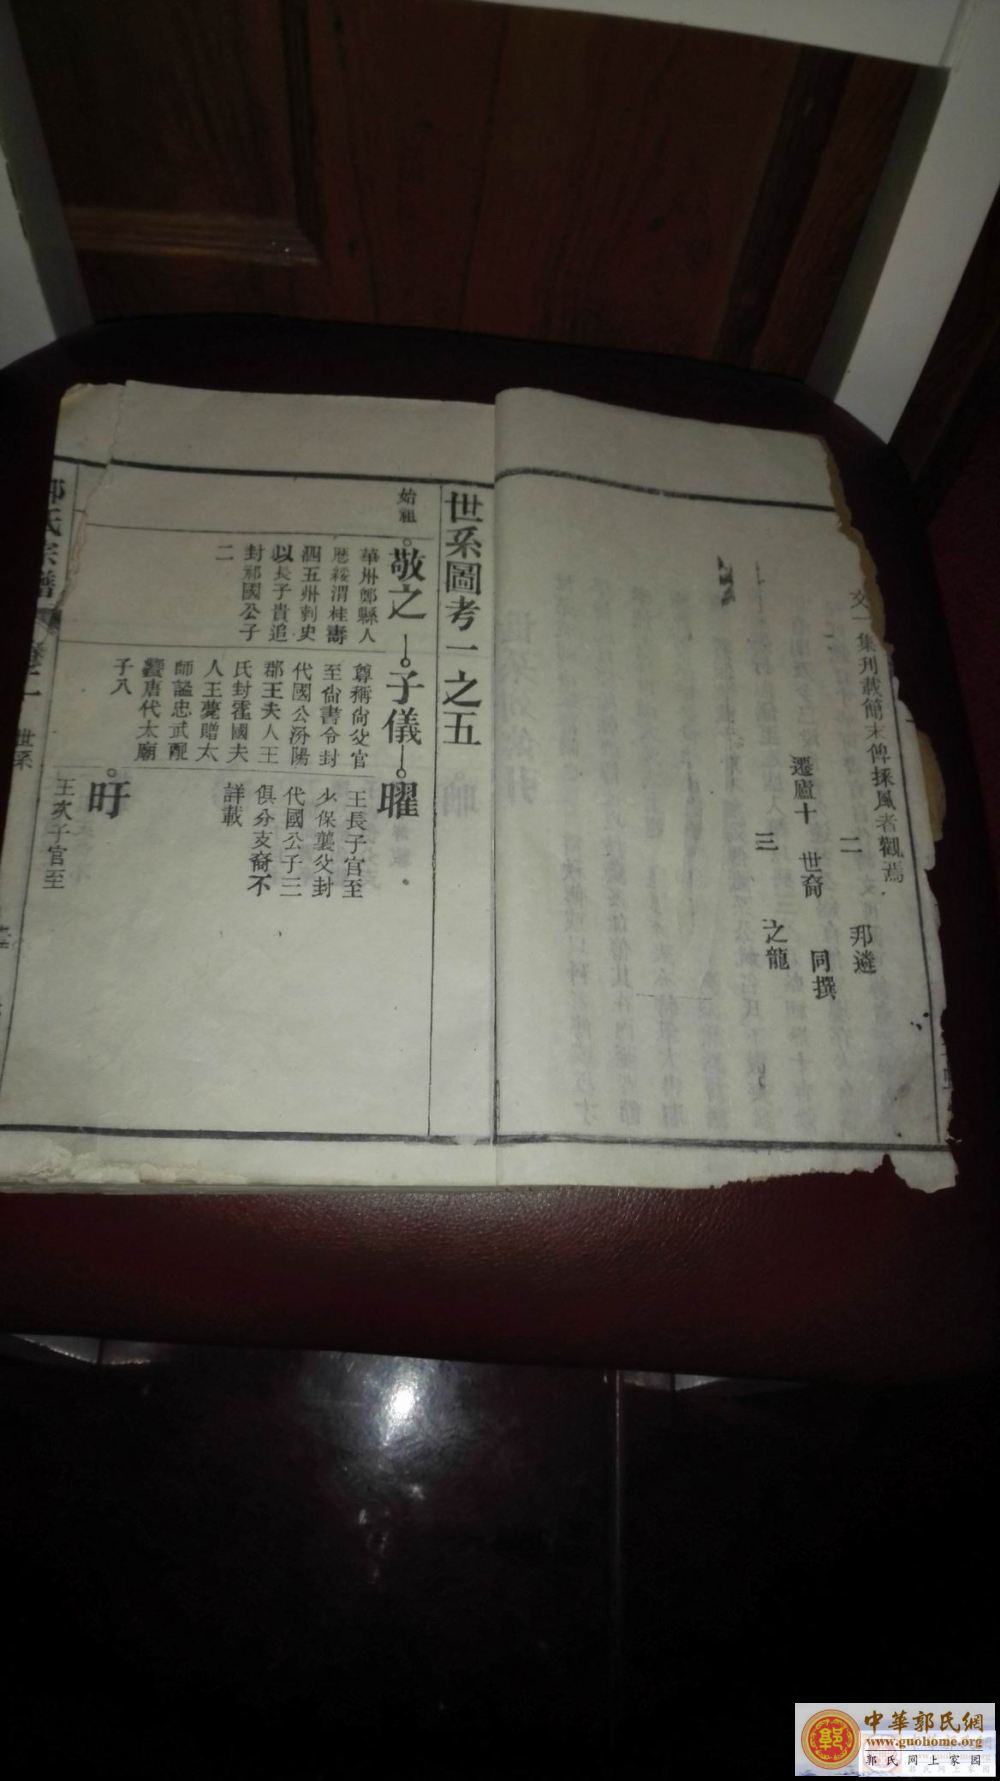 文一集刋載簡末俾採風者觀焉
二 邦遴
遷廬十 世裔 同撰
三 之龍
世系圖考一之五
始祖 敬之 子儀 曜
華州鄭縣人
歷綏渭桂壽
泗五州刺史
以長子貴追
封祁國公子
二
尊稱尙父官
至尙書令封
代國公汾陽
郡王夫人王
氏封霍國夫
人王薨贈太
師謚忠武配
饗唐代太廟
子八
王長子官至
少保襲父封
代國公子三
俱分支裔不
詳載
旴
王次子官至
郭氏宗譜 卷二 世系
中華郭氏網
www.guohome.org
郭氏网上家园